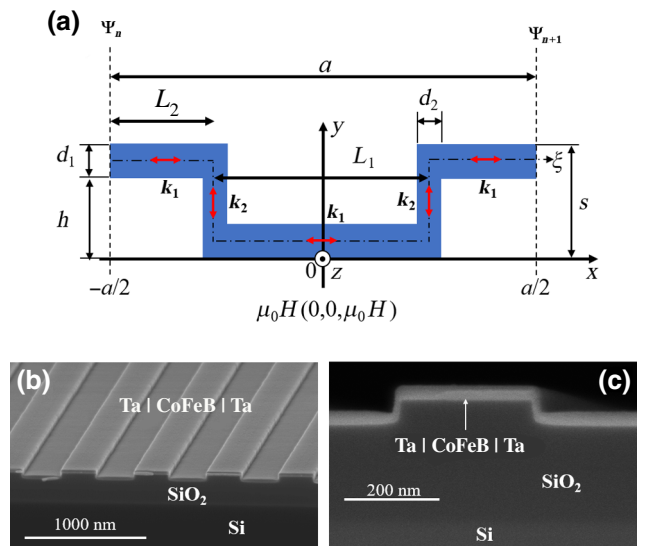 (a)
Ψn
Ψn+1
a
L2
d2
y
d1
L1
ξ
k1
k2
k1
k2
k1
h
s
0
z
x
−a/2
a/2
μ0H(0,0,μ0H)
(b)
Ta | CoFeB | Ta
SiO2
1000 nm
Si
(c)
Ta | CoFeB | Ta
200 nm
SiO2
Si